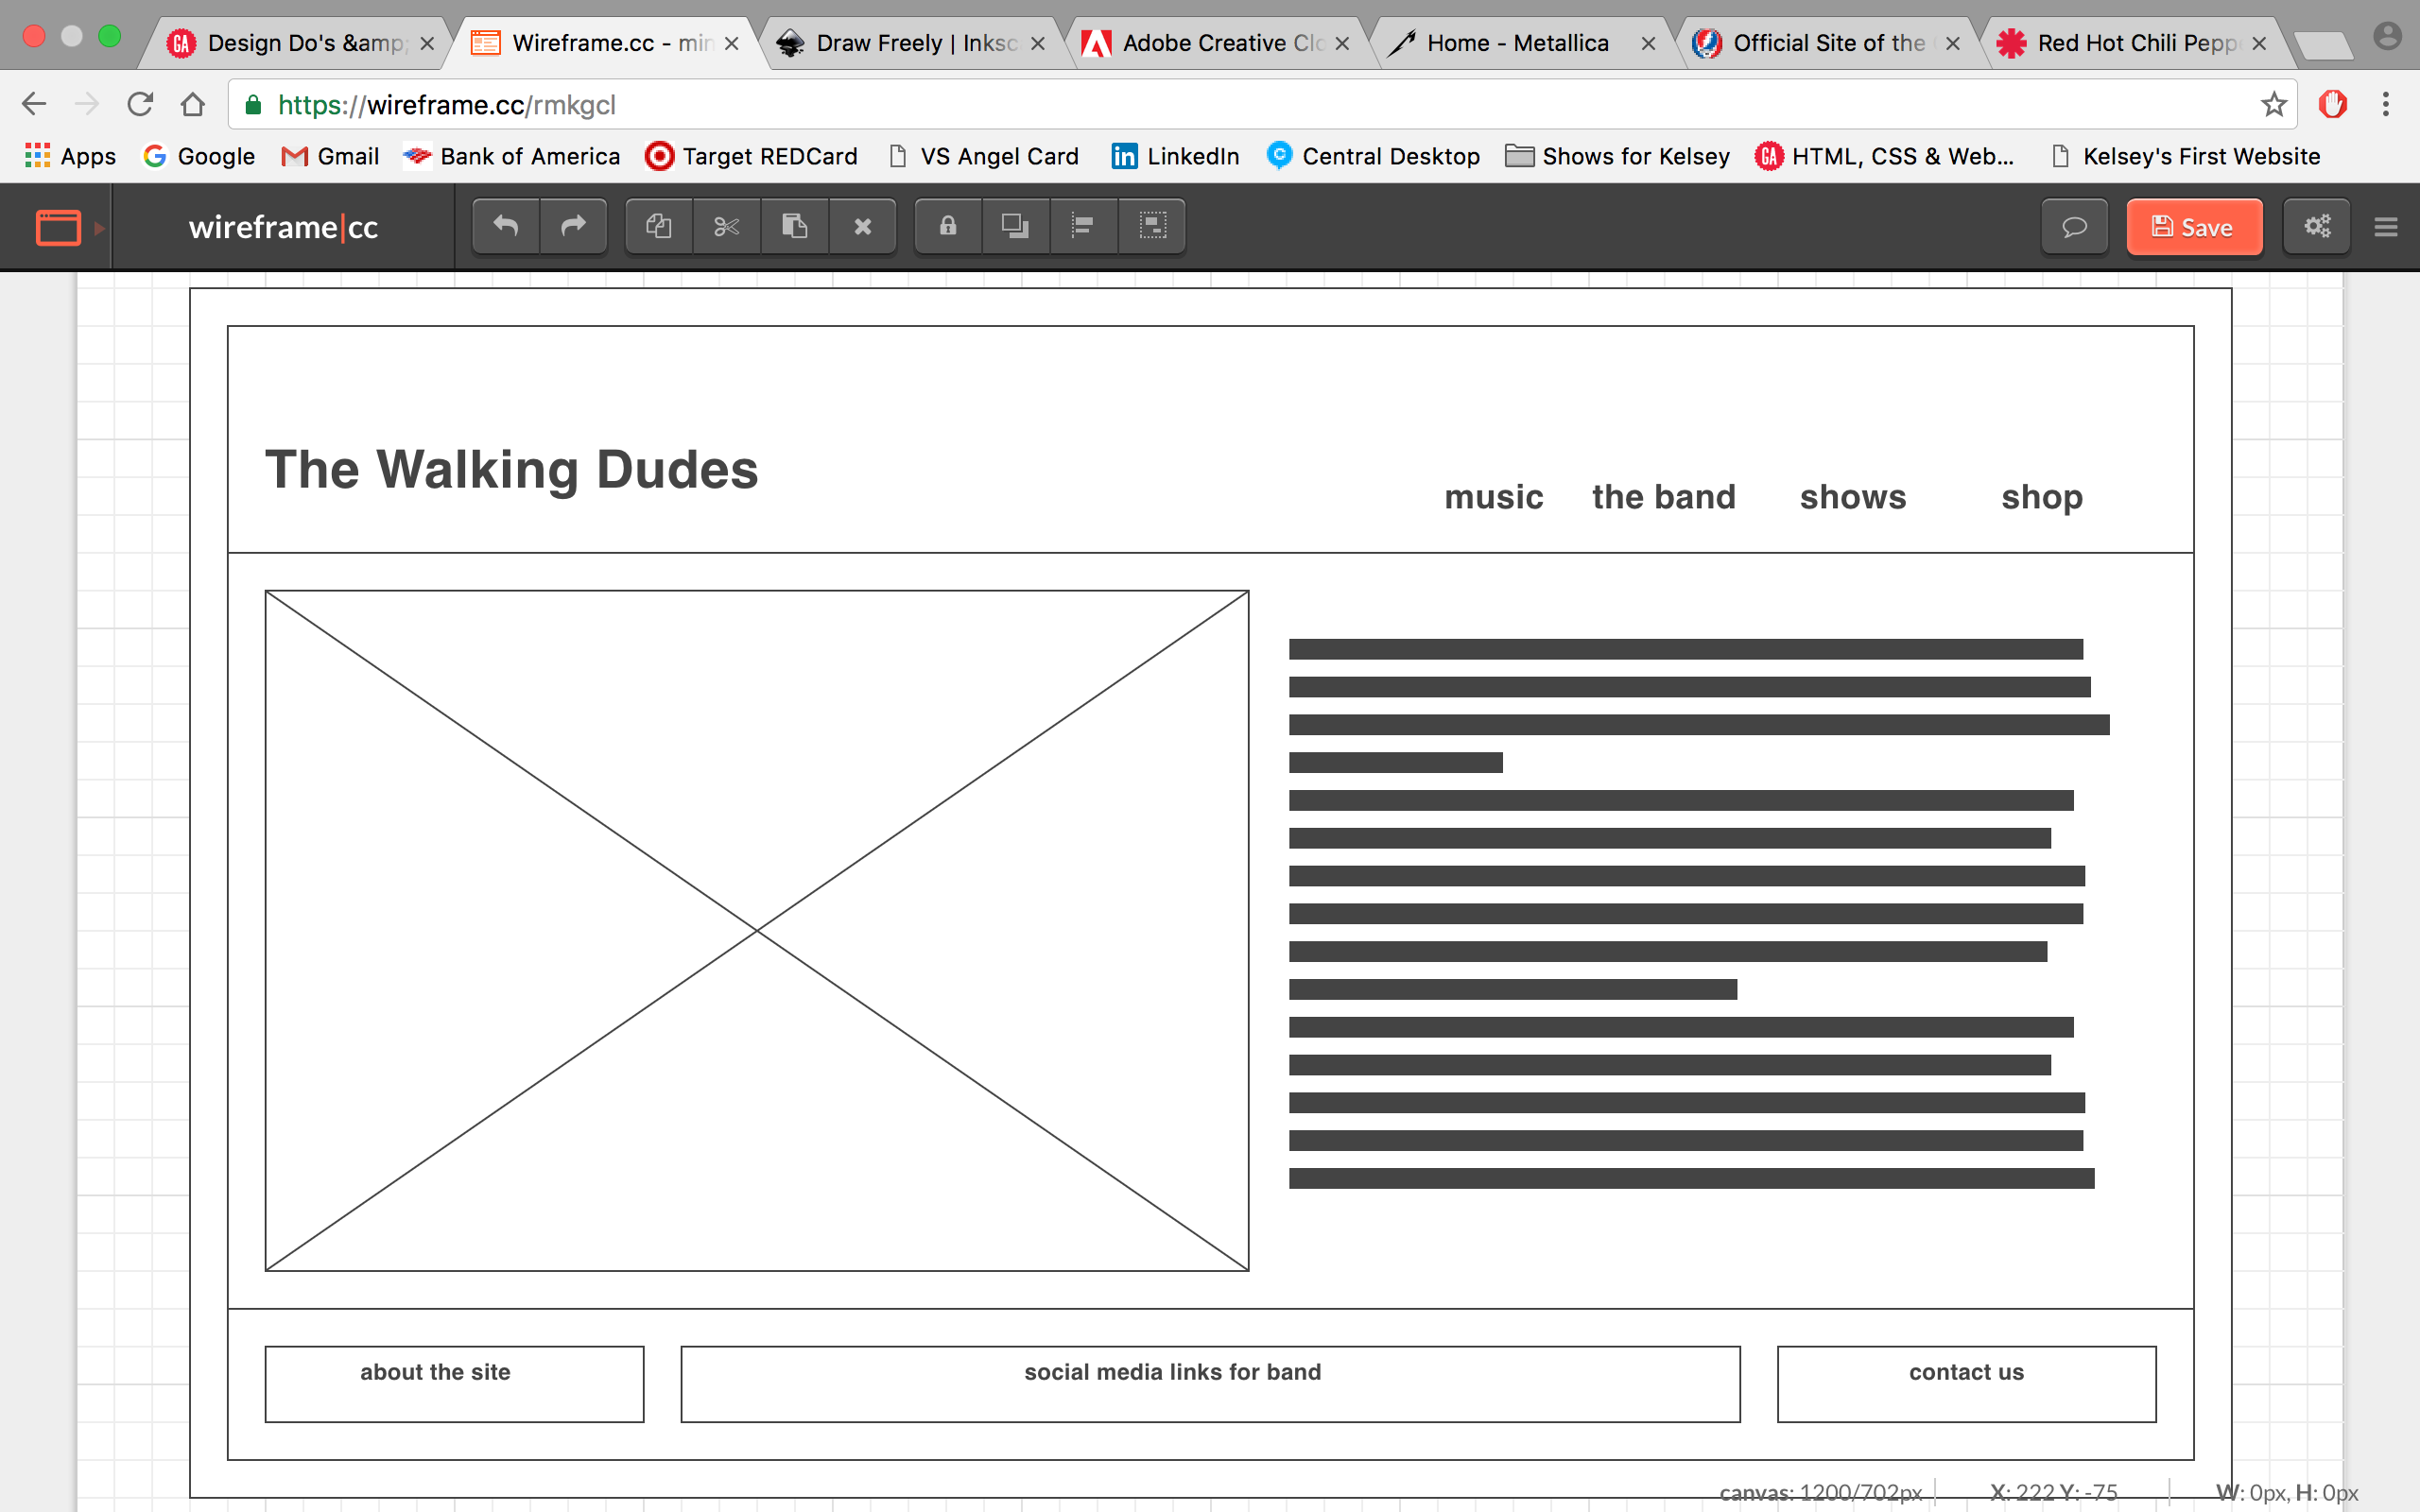 Design Do's &amp;
Wireframe.cc - min
Draw Freely | Inksc
Adobe Creative Clo
Home - Metallica
Official Site of the
Red Hot Chili Pepp
https://wireframe.cc/rmkgcl
Apps
Google
Gmail
Bank of America
Target REDCard
VS Angel Card
LinkedIn
Central Desktop
Shows for Kelsey
HTML, CSS & Web...
Kelsey's First Website
wireframe|cc
Save
The Walking Dudes
music
the band
shows
shop
about the site
social media links for band
contact us
canvas: 1200/702px
X: 222 Y: -75
W: 0px, H: 0px